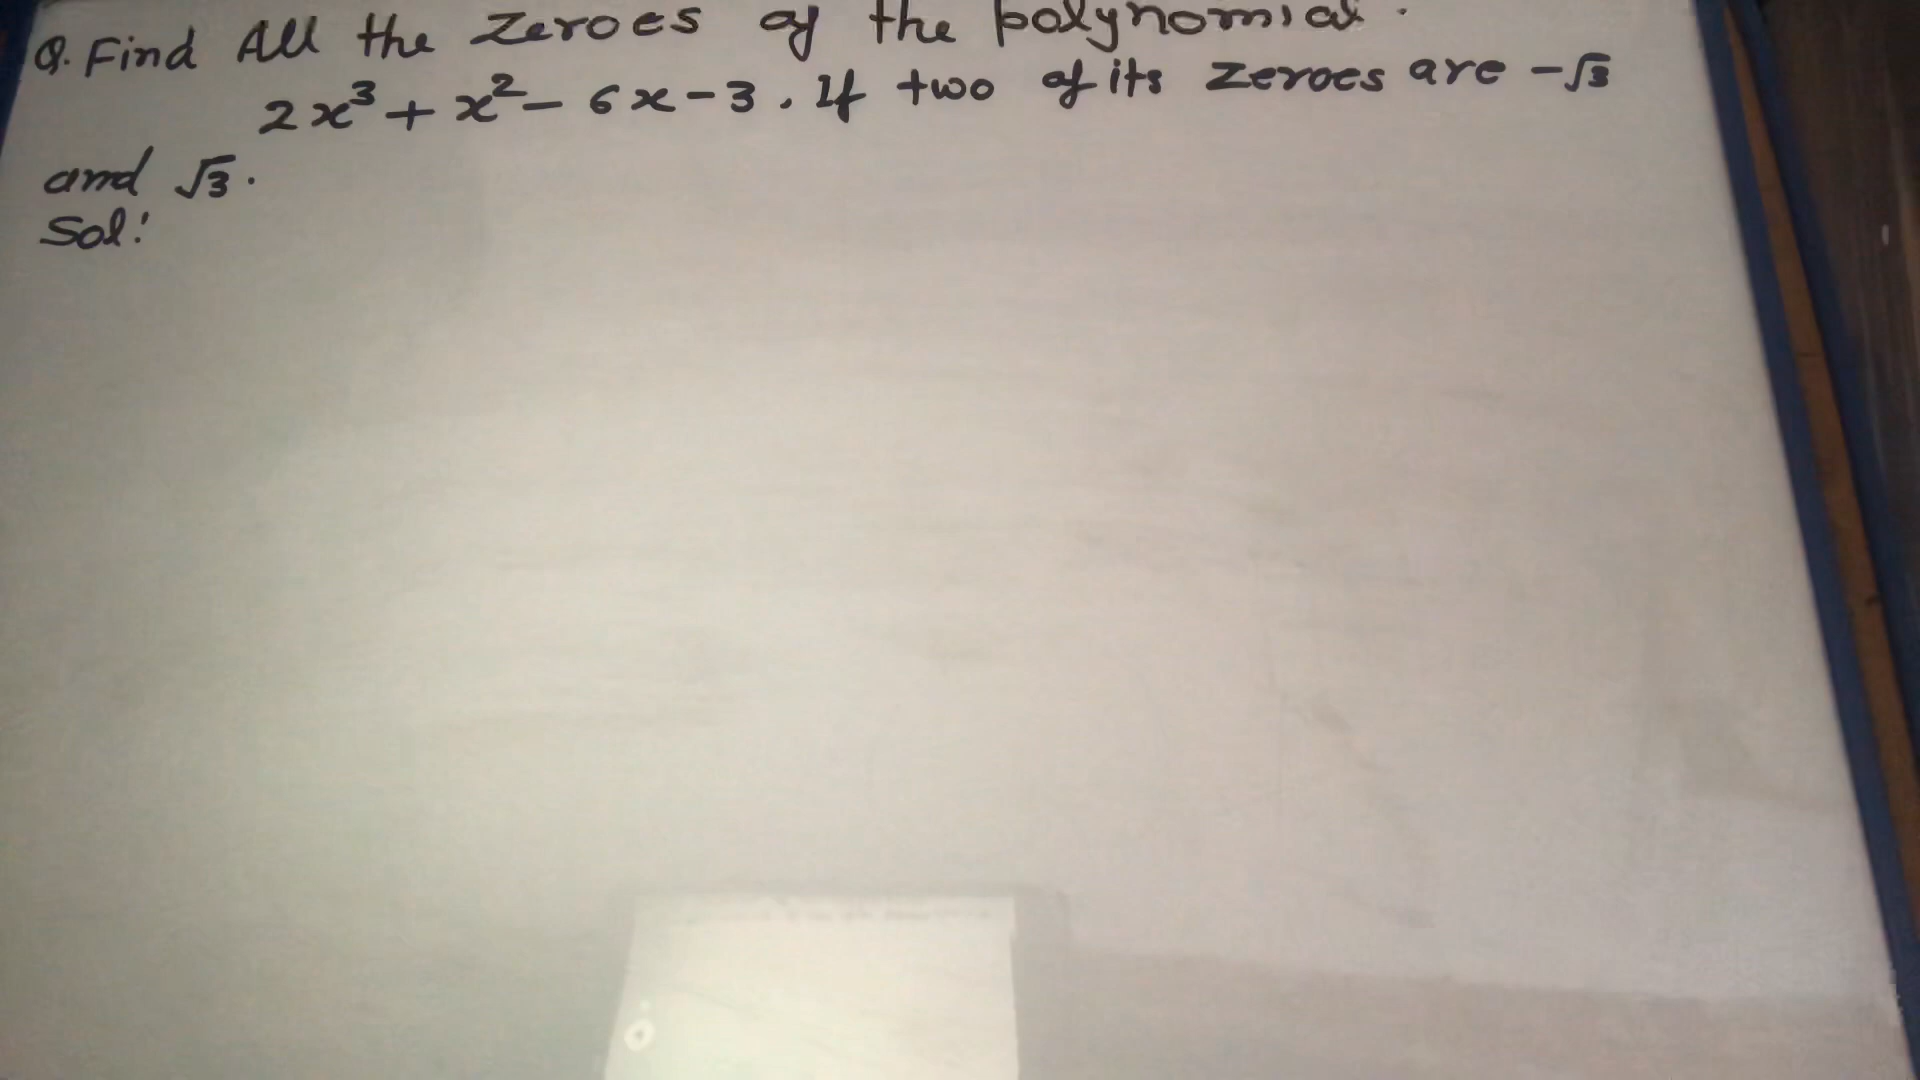 Q. Find All the zeroes of the polynomial.
2x³ + x² - 6x - 3. If two of its zeroes are -√3
and √3.
Sol: